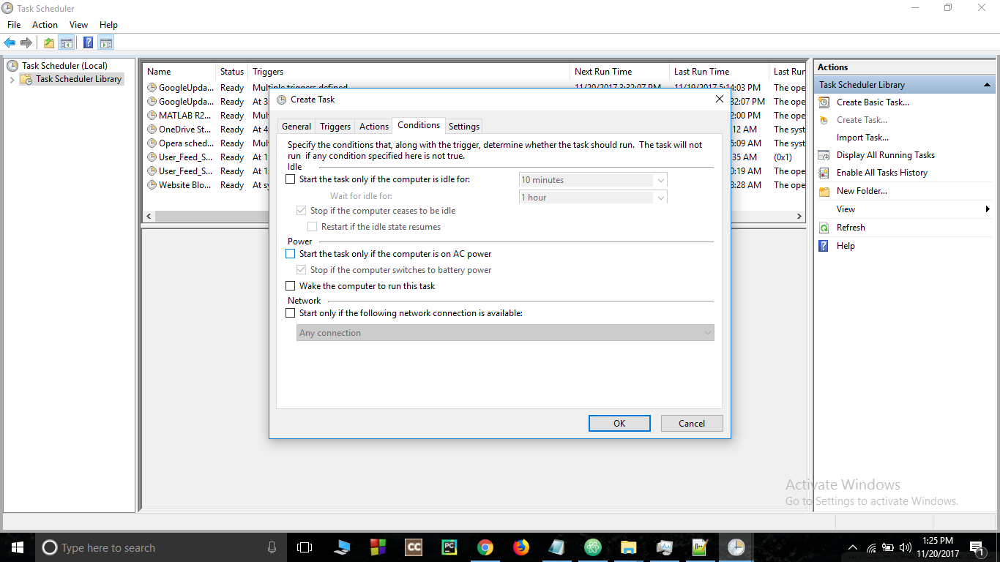 Task Scheduler
File Action View Help
Task Scheduler (Local)
Task Scheduler Library
Name Status Triggers Next Run Time Last Run Time Last Run
GoogleUpda... Ready Multiple triggers defined 11/20/2017 3:32:07 PM 11/19/2017 5:14:03 PM The ope
GoogleUpda... Ready At 3: 32:07 PM The ope
MATLAB R2... Ready Mul 2:00 PM The ope
OneDrive St... Ready At 4: :12 AM The syst
Opera sched... Ready Mul 5:09 AM The syst
User_Feed_S... Ready At 1: :35 AM (0x1)
User_Feed_S... Ready At 1: 0:19 AM The ope
Website Blo... Ready At sy 3:28 AM The ope
Create Task
General Triggers Actions Conditions Settings
Specify the conditions that, along with the trigger, determine whether the task should run. The task will not
run if any condition specified here is not true.
Idle
Start the task only if the computer is idle for: 10 minutes
Wait for idle for: 1 hour
Stop if the computer ceases to be idle
Restart if the idle state resumes
Power
Start the task only if the computer is on AC power
Stop if the computer switches to battery power
Wake the computer to run this task
Network
Start only if the following network connection is available:
Any connection
OK Cancel
Actions
Task Scheduler Library
Create Basic Task...
Create Task...
Import Task...
Display All Running Tasks
Enable All Tasks History
New Folder...
View
Refresh
Help
Activate Windows
Go to Settings to activate Windows.
Type here to search
CC
PC
1:25 PM
11/20/2017
1